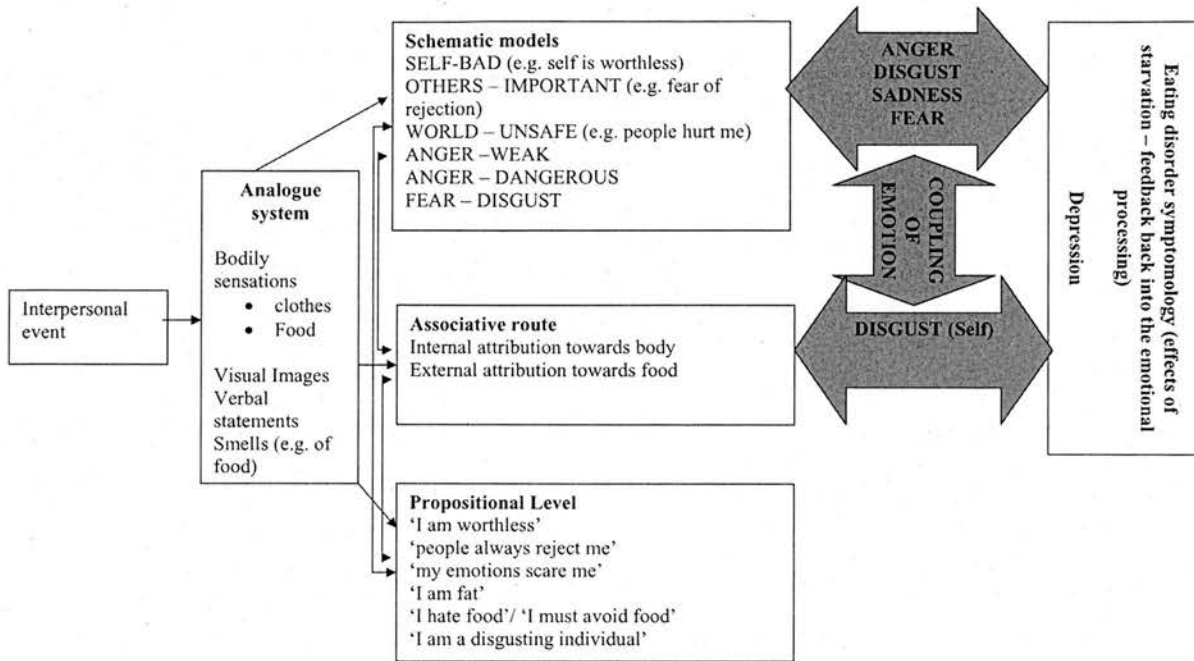 Interpersonal
event
Analogue
system
Bodily
sensations
• clothes
• Food
Visual Images
Verbal
statements
Smells (e.g. of
food)
Schematic models
SELF-BAD (e.g. self is worthless)
OTHERS – IMPORTANT (e.g. fear of
rejection)
WORLD – UNSAFE (e.g. people hurt me)
ANGER –WEAK
ANGER – DANGEROUS
FEAR – DISGUST
Associative route
Internal attribution towards body
External attribution towards food
Propositional Level
‘I am worthless’
‘people always reject me’
‘my emotions scare me’
‘I am fat’
‘I hate food’/ ‘I must avoid food’
‘I am a disgusting individual’
ANGER
DISGUST
SADNESS
FEAR
COUPLING
OF
EMOTION
DISGUST (Self)
Eating disorder symptomology (effects of
starvation – feedback back into the emotional
processing)
Depression